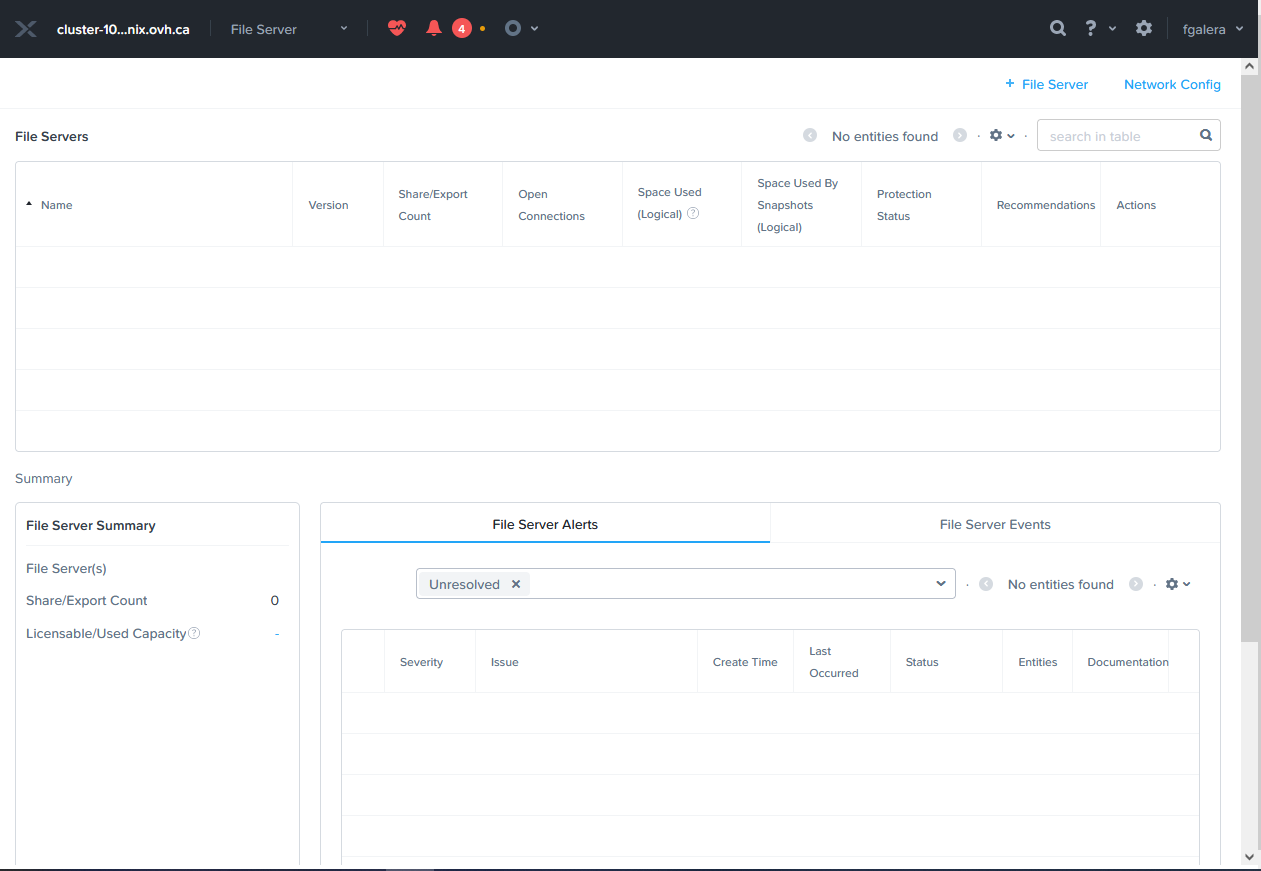 cluster-10...nix.ovh.ca File Server 4 ? fgalera
+ File Server Network Config
File Servers No entities found search in table
Name Version Share/Export Count Open Connections Space Used (Logical) ? Space Used By Snapshots (Logical) Protection Status Recommendations Actions
Summary
File Server Summary
File Server(s)
Share/Export Count 0
Licensable/Used Capacity ? -
File Server Alerts File Server Events
Unresolved × No entities found
Severity Issue Create Time Last Occurred Status Entities Documentation